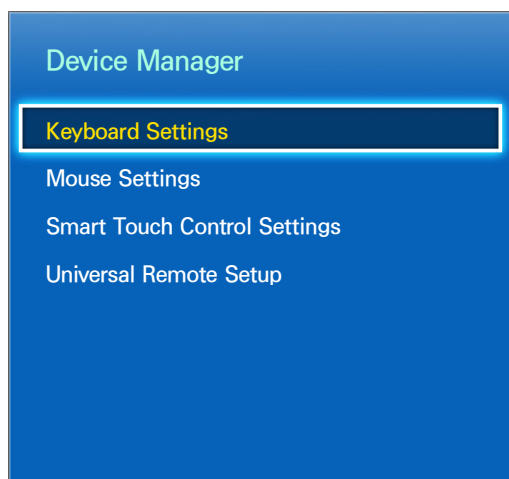 Device Manager
Keyboard Settings
Mouse Settings
Smart Touch Control Settings
Universal Remote Setup